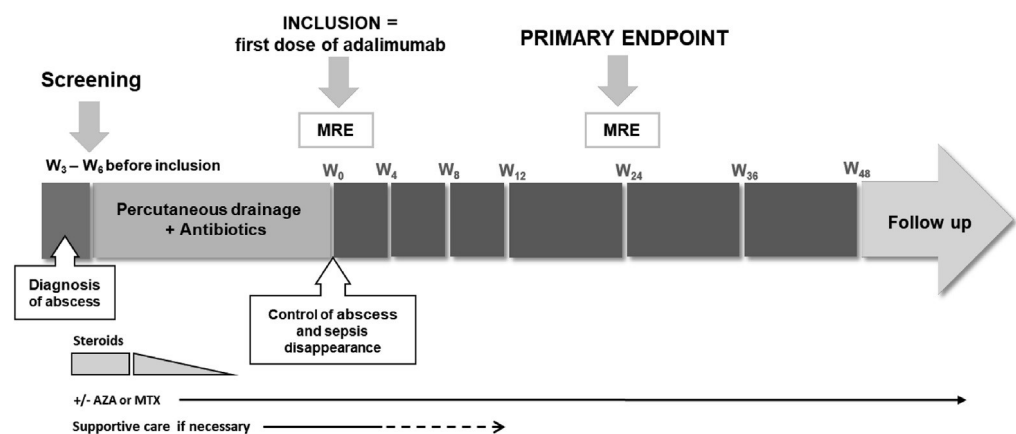 INCLUSION =
first dose of adalimumab
PRIMARY ENDPOINT
Screening
MRE
MRE
W3 – W6 before inclusion
W0
W4
W8
W12
W24
W36
W48
Percutaneous drainage
+ Antibiotics
Follow up
Diagnosis
of abscess
Control of abscess
and sepsis
disappearance
Steroids
+/- AZA or MTX
Supportive care if necessary